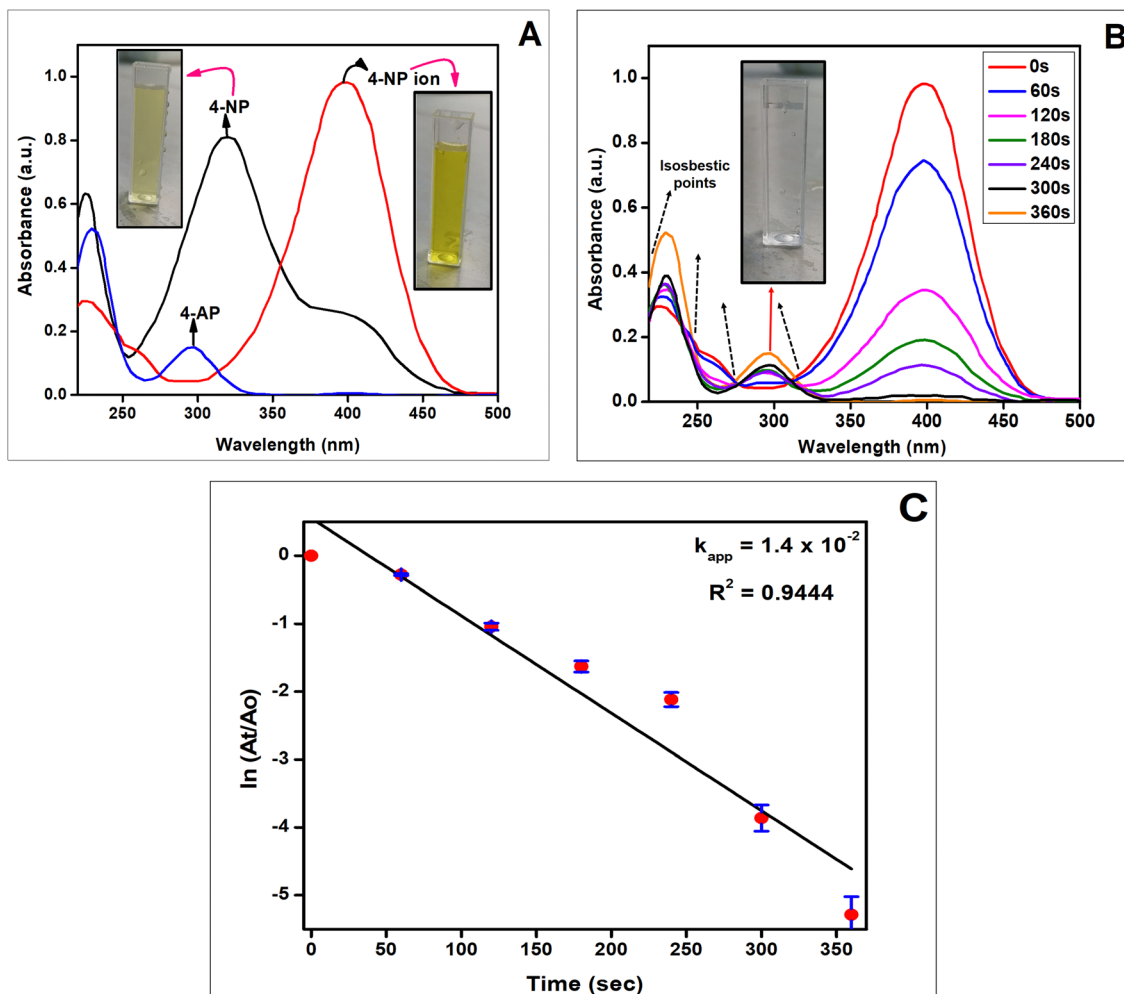 A
1.0
0.8
0.6
0.4
0.2
0.0
250 300 350 400 450 500
Absorbance (a.u.)
Wavelength (nm)
4-NP
4-NP ion
4-AP
B
1.0
0.8
0.6
0.4
0.2
0.0
250 300 350 400 450 500
Absorbance (a.u.)
Wavelength (nm)
Isosbestic
points
0s
60s
120s
180s
240s
300s
360s
C
k_app = 1.4 x 10^-2
R^2 = 0.9444
0
-1
-2
-3
-4
-5
0 50 100 150 200 250 300 350
ln (At/Ao)
Time (sec)